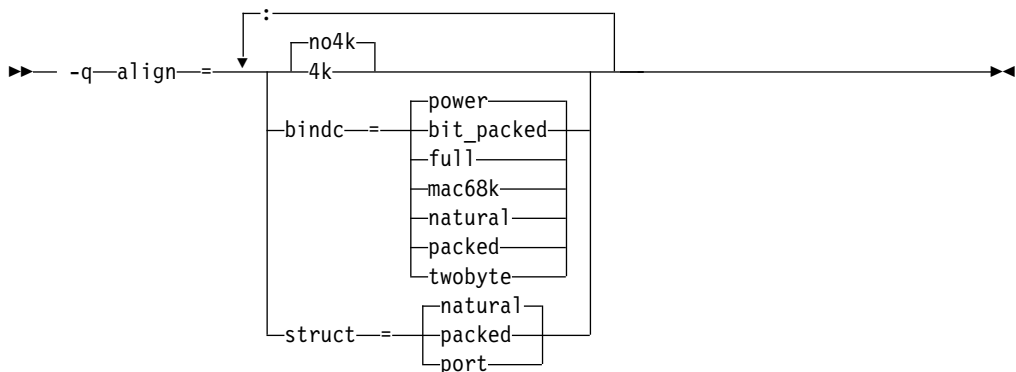 :
no4k
-q align = 4k
power
bindc = bit_packed
full
mac68k
natural
packed
twobyte
natural
struct = packed
port